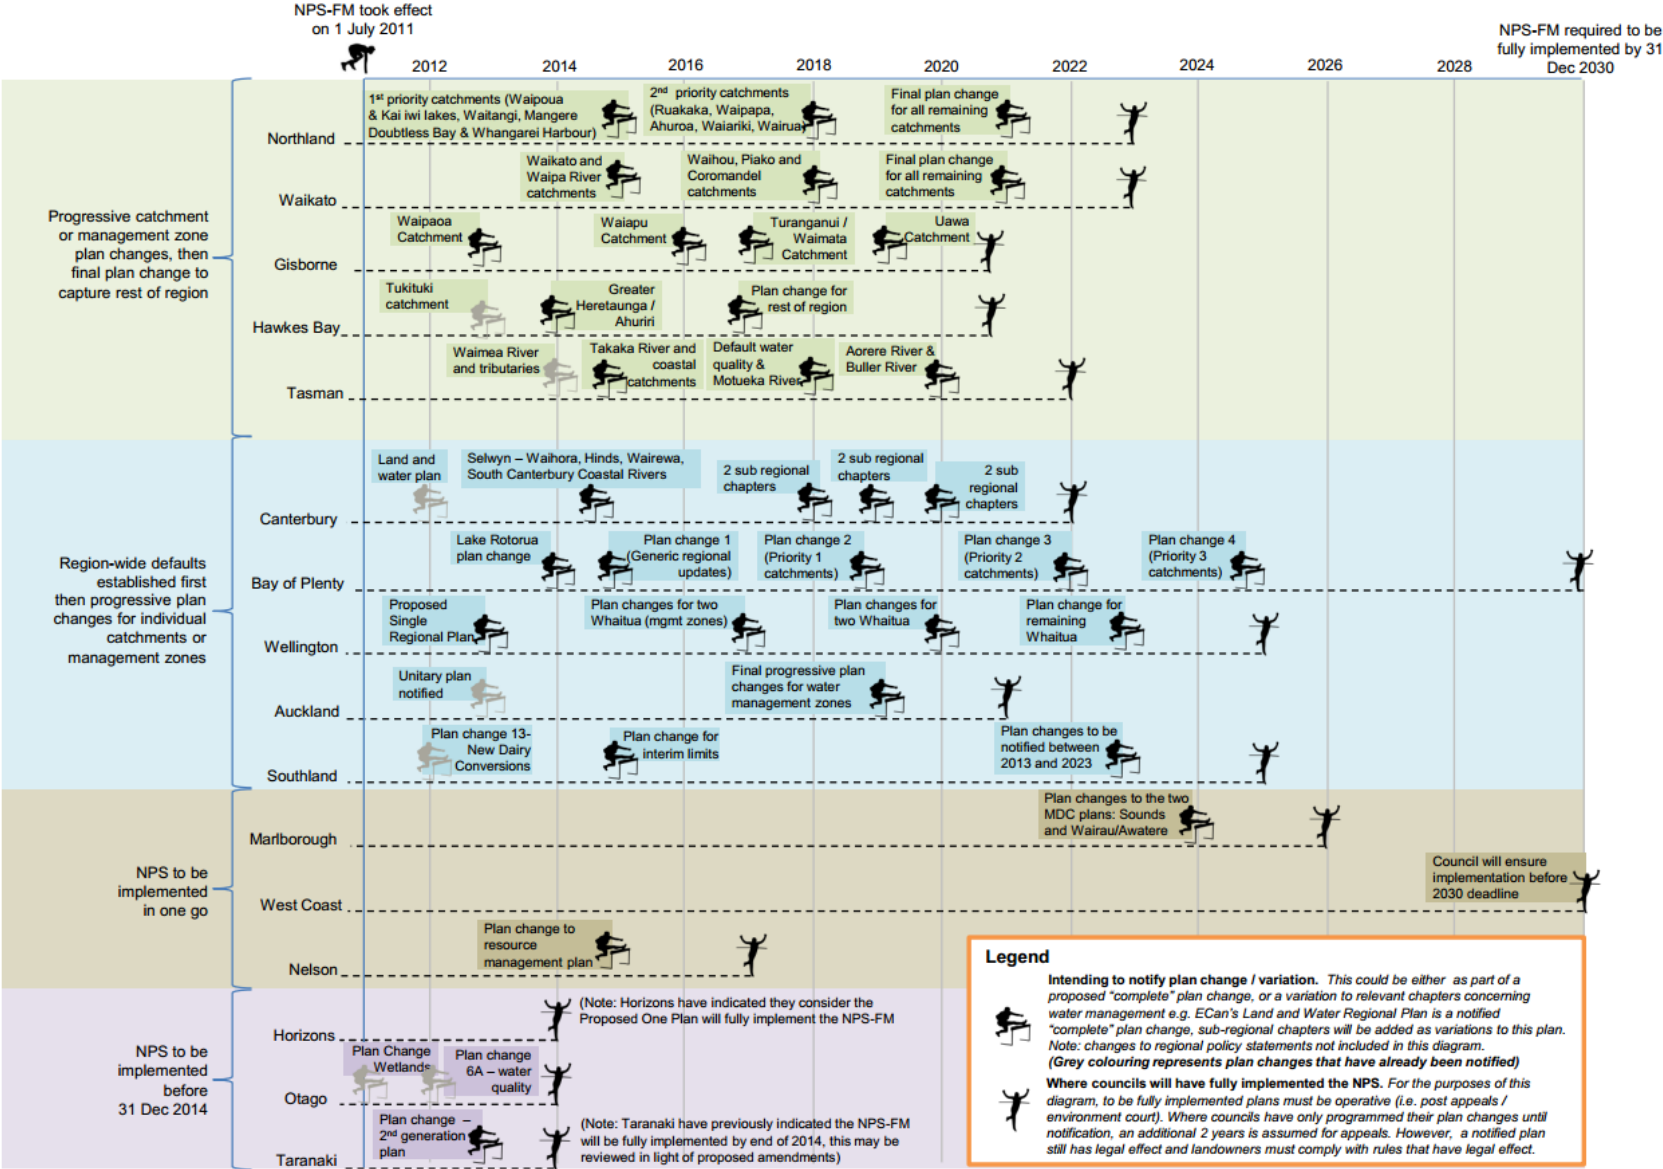 NPS-FM took effect
on 1 July 2011
NPS-FM required to be
fully implemented by 31
Dec 2030
2012
2014
2016
2018
2020
2022
2024
2026
2028
Progressive catchment
or management zone
plan changes, then
final plan change to
capture rest of region
Northland
1st priority catchments (Waipoua
& Kai iwi lakes, Waitangi, Mangere
Doubtless Bay & Whangarei Harbour)
2nd priority catchments
(Ruakaka, Waipapa,
Ahuroa, Waiariki, Wairua)
Final plan change
for all remaining
catchments
Waikato
Waikato and
Waipa River
catchments
Waihou, Piako and
Coromandel
catchments
Final plan change
for all remaining
catchments
Gisborne
Waipaoa
Catchment
Waiapu
Catchment
Turanganui /
Waimata
Catchment
Uawa
Catchment
Hawkes Bay
Tukituki
catchment
Greater
Heretaunga /
Ahuriri
Plan change for
rest of region
Tasman
Waimea River
and tributaries
Takaka River and
coastal
catchments
Default water
quality &
Motueka River
Aorere River &
Buller River
Region-wide defaults
established first
then progressive plan
changes for individual
catchments or
management zones
Canterbury
Land and
water plan
Selwyn – Waihora, Hinds, Wairewa,
South Canterbury Coastal Rivers
2 sub regional
chapters
2 sub regional
chapters
2 sub
regional
chapters
Bay of Plenty
Lake Rotorua
plan change
Plan change 1
(Generic regional
updates)
Plan change 2
(Priority 1
catchments)
Plan change 3
(Priority 2
catchments)
Plan change 4
(Priority 3
catchments)
Wellington
Proposed
Single
Regional Plan
Plan changes for two
Whaitua (mgmt zones)
Plan changes for
two Whaitua
Plan change for
remaining
Whaitua
Auckland
Unitary plan
notified
Final progressive plan
changes for water
management zones
Southland
Plan change 13-
New Dairy
Conversions
Plan change for
interim limits
Plan changes to be
notified between
2013 and 2023
NPS to be
implemented
in one go
Marlborough
Plan changes to the two
MDC plans: Sounds
and Wairau/Awatere
West Coast
Council will ensure
implementation before
2030 deadline
Nelson
Plan change to
resource
management plan
NPS to be
implemented
before
31 Dec 2014
Horizons
(Note: Horizons have indicated they consider the
Proposed One Plan will fully implement the NPS-FM
Otago
Plan Change
Wetlands
Plan change
6A – water
quality
Taranaki
Plan change –
2nd generation
plan
(Note: Taranaki have previously indicated the NPS-FM
will be fully implemented by end of 2014, this may be
reviewed in light of proposed amendments)
Legend
Intending to notify plan change / variation. This could be either as part of a
proposed “complete” plan change, or a variation to relevant chapters concerning
water management e.g. ECan’s Land and Water Regional Plan is a notified
“complete” plan change, sub-regional chapters will be added as variations to this plan.
Note: changes to regional policy statements not included in this diagram.
(Grey colouring represents plan changes that have already been notified)
Where councils will have fully implemented the NPS. For the purposes of this
diagram, to be fully implemented plans must be operative (i.e. post appeals /
environment court). Where councils have only programmed their plan changes until
notification, an additional 2 years is assumed for appeals. However, a notified plan
still has legal effect and landowners must comply with rules that have legal effect.